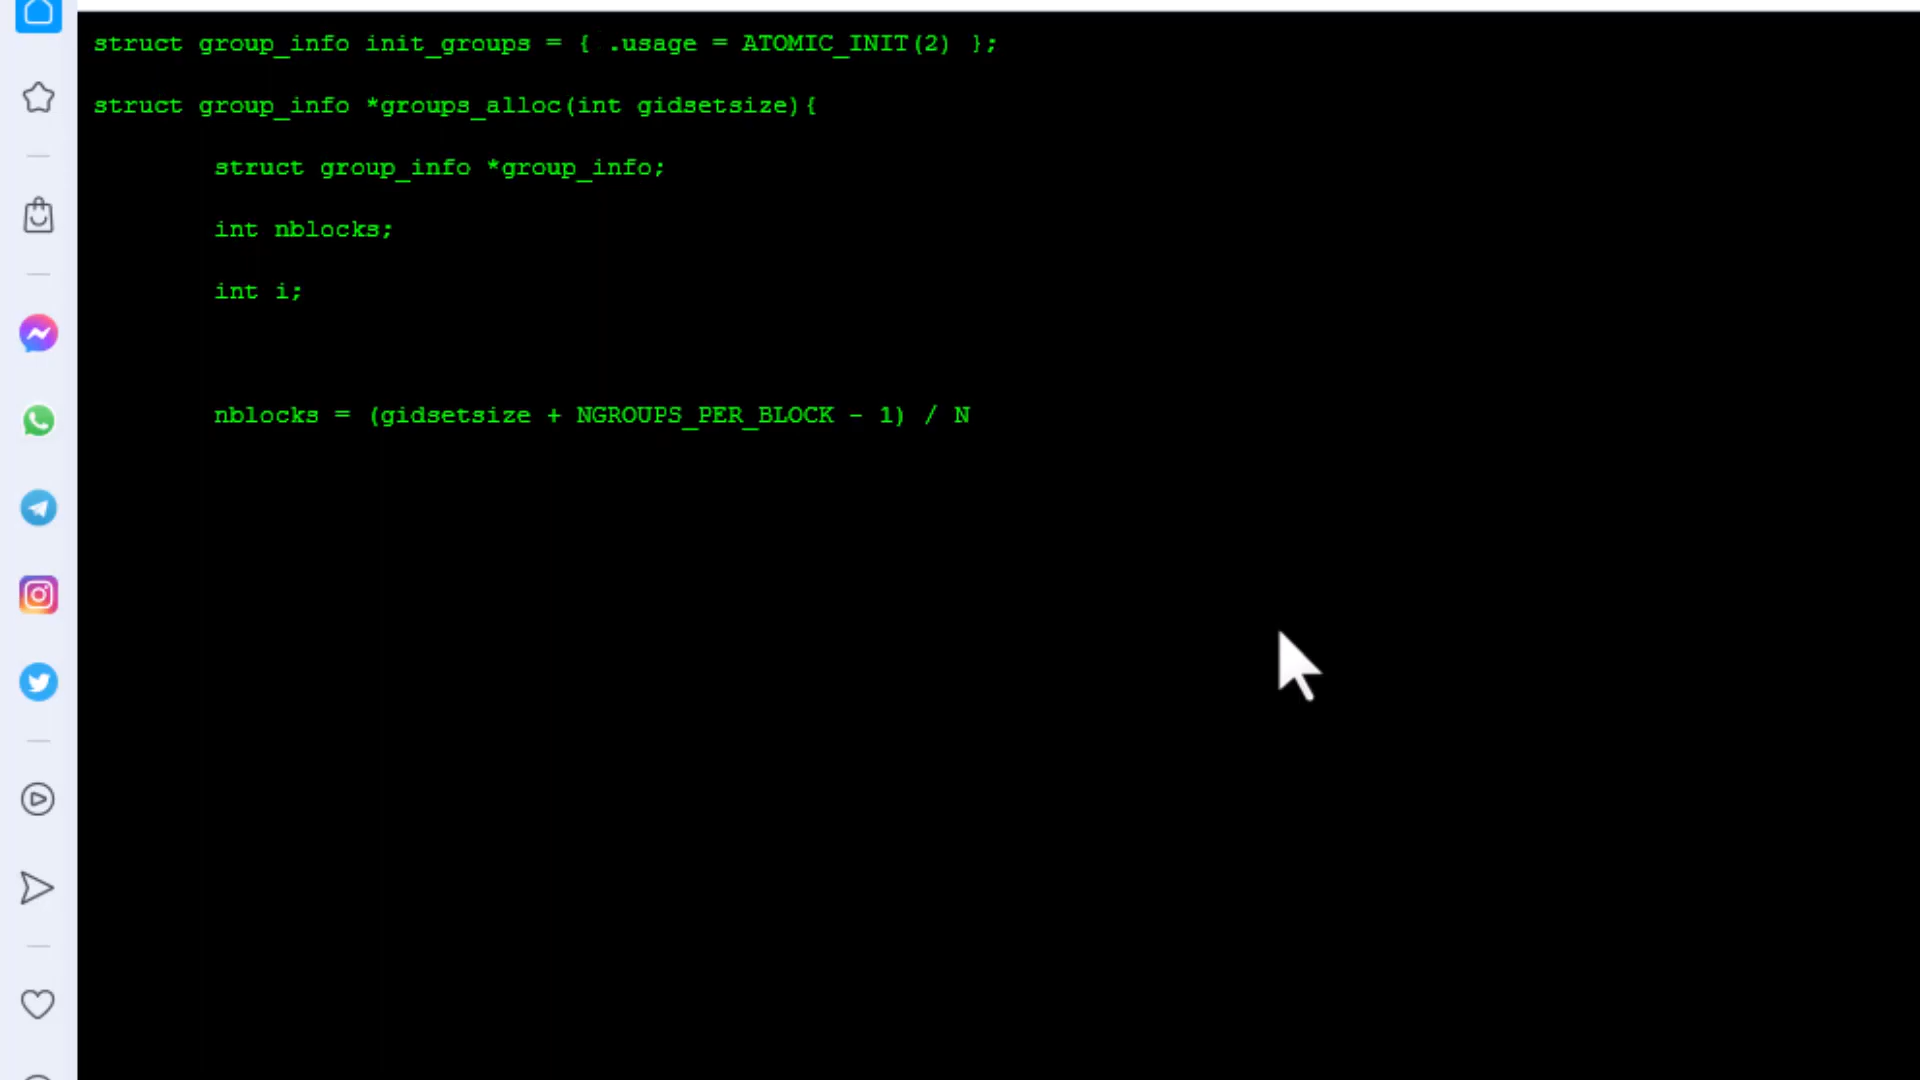 struct group_info init_groups = { .usage = ATOMIC_INIT(2) };
struct group_info *groups_alloc(int gidsetsize){
struct group_info *group_info;
int nblocks;
int i;
nblocks = (gidsetsize + NGROUPS_PER_BLOCK - 1) / N